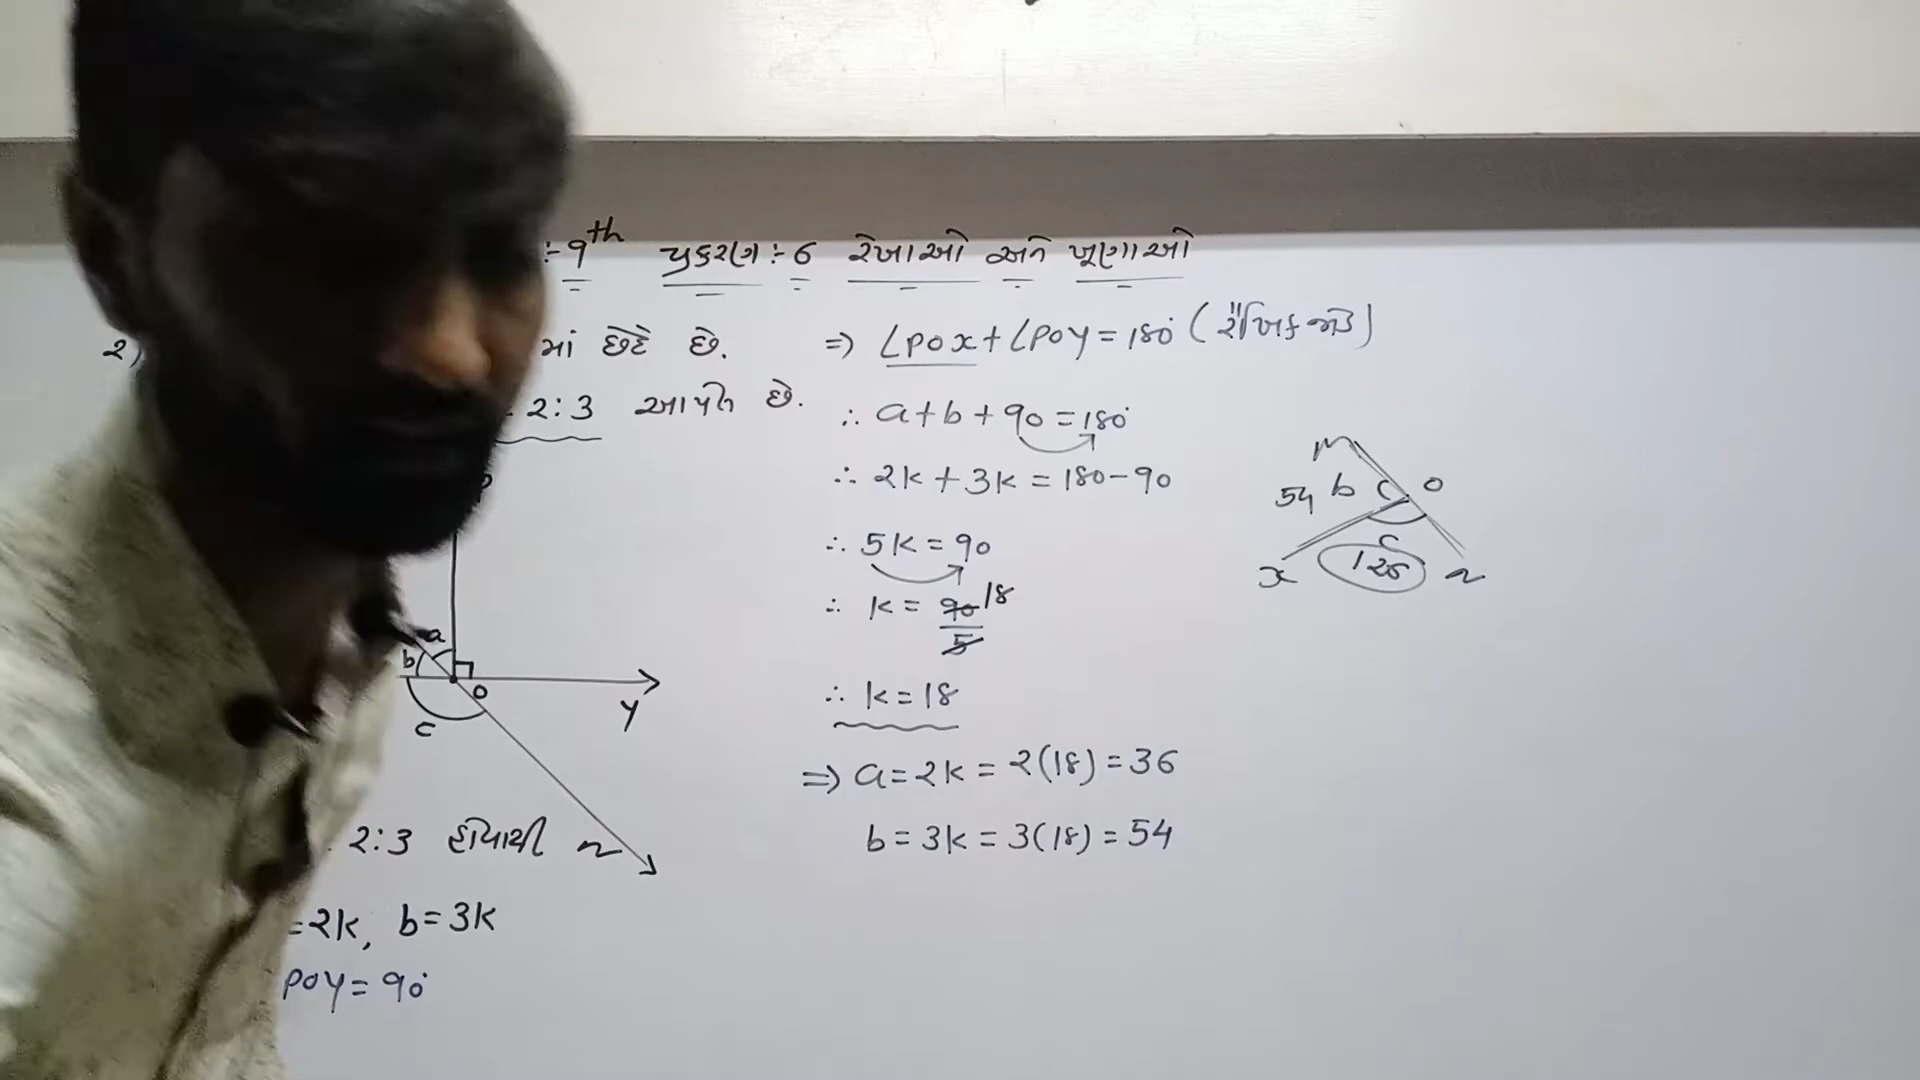 :- 9th પ્રકરણ :- 6 રેખાઓ અને ખૂણાઓ
2)
માં છેદે છે.
2:3 આપેલ છે.
P
a
b
O
c
y
n
2:3 હોવાથી
=2k, b=3k
POY = 90°
=> ∠POX + ∠POY = 180° (રૈખિક જોડ)
∴ a + b + 90 = 180°
∴ 2k + 3k = 180 - 90
∴ 5k = 90
∴ k = 90/5 18
∴ k = 18
=> a = 2k = 2(18) = 36
b = 3k = 3(18) = 54
m
54 b O
c
x 126 n